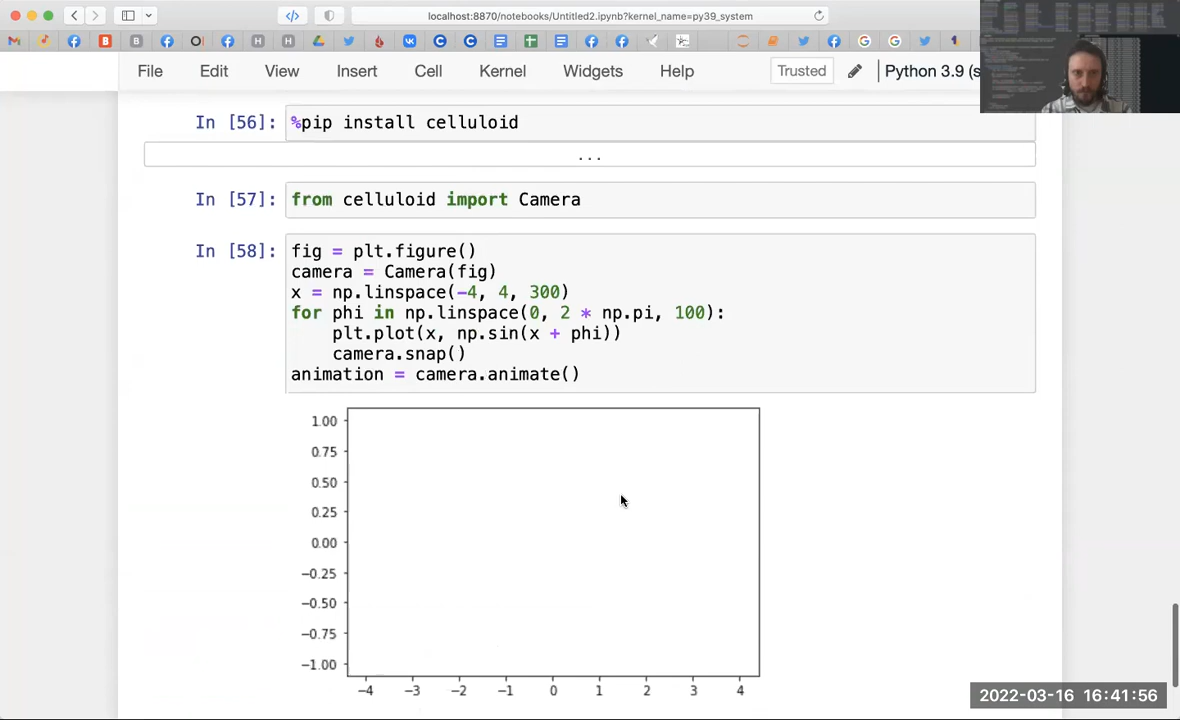 localhost:8870/notebooks/Untitled2.ipynb?kernel_name=py39_system
File Edit View Insert Cell Kernel Widgets Help Trusted Python 3.9 (s
In [56]: %pip install celluloid
...
In [57]: from celluloid import Camera
In [58]: fig = plt.figure()
camera = Camera(fig)
x = np.linspace(-4, 4, 300)
for phi in np.linspace(0, 2 * np.pi, 100):
    plt.plot(x, np.sin(x + phi))
    camera.snap()
animation = camera.animate()
1.00
0.75
0.50
0.25
0.00
−0.25
−0.50
−0.75
−1.00
−4 −3 −2 −1 0 1 2 3 4
2022-03-16 16:41:56